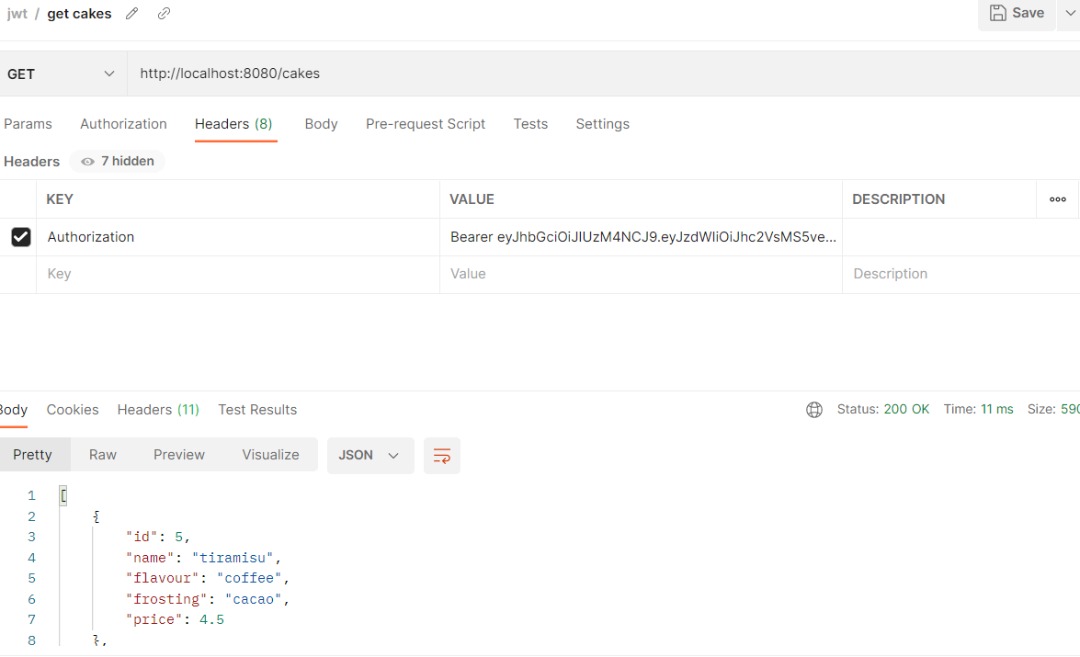 jwt / get cakes Save
GET http://localhost:8080/cakes
Params Authorization Headers (8) Body Pre-request Script Tests Settings
Headers 7 hidden
KEY VALUE DESCRIPTION
Authorization Bearer eyJhbGciOiJIUzM4NCJ9.eyJzdWIiOiJhc2VsMS5ve...
Key Value Description
Body Cookies Headers (11) Test Results Status: 200 OK Time: 11 ms Size: 590
Pretty Raw Preview Visualize JSON
1 [
2 {
3 "id": 5,
4 "name": "tiramisu",
5 "flavour": "coffee",
6 "frosting": "cacao",
7 "price": 4.5
8 },